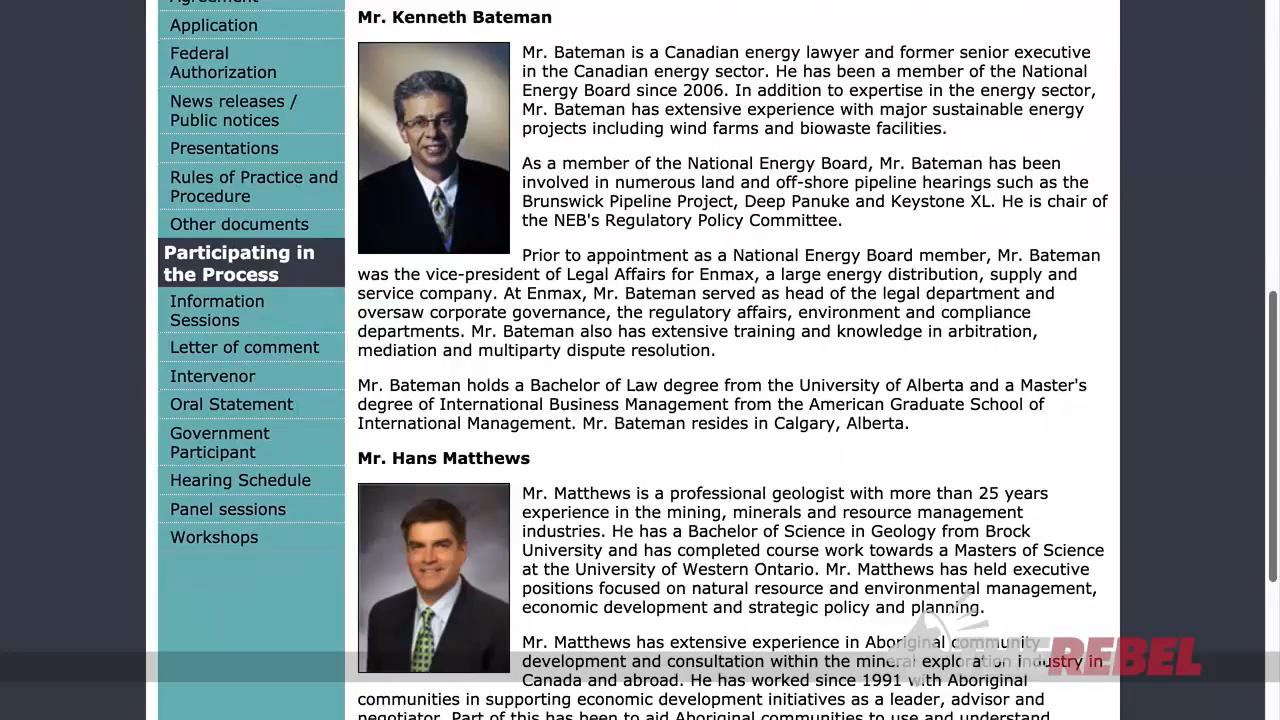 Agreement
Application
Federal
Authorization
News releases /
Public notices
Presentations
Rules of Practice and
Procedure
Other documents
Participating in
the Process
Information
Sessions
Letter of comment
Intervenor
Oral Statement
Government
Participant
Hearing Schedule
Panel sessions
Workshops
Mr. Kenneth Bateman
Mr. Bateman is a Canadian energy lawyer and former senior executive
in the Canadian energy sector. He has been a member of the National
Energy Board since 2006. In addition to expertise in the energy sector,
Mr. Bateman has extensive experience with major sustainable energy
projects including wind farms and biowaste facilities.
As a member of the National Energy Board, Mr. Bateman has been
involved in numerous land and off-shore pipeline hearings such as the
Brunswick Pipeline Project, Deep Panuke and Keystone XL. He is chair of
the NEB's Regulatory Policy Committee.
Prior to appointment as a National Energy Board member, Mr. Bateman
was the vice-president of Legal Affairs for Enmax, a large energy distribution, supply and
service company. At Enmax, Mr. Bateman served as head of the legal department and
oversaw corporate governance, the regulatory affairs, environment and compliance
departments. Mr. Bateman also has extensive training and knowledge in arbitration,
mediation and multiparty dispute resolution.
Mr. Bateman holds a Bachelor of Law degree from the University of Alberta and a Master's
degree of International Business Management from the American Graduate School of
International Management. Mr. Bateman resides in Calgary, Alberta.
Mr. Hans Matthews
Mr. Matthews is a professional geologist with more than 25 years
experience in the mining, minerals and resource management
industries. He has a Bachelor of Science in Geology from Brock
University and has completed course work towards a Masters of Science
at the University of Western Ontario. Mr. Matthews has held executive
positions focused on natural resource and environmental management,
economic development and strategic policy and planning.
Mr. Matthews has extensive experience in Aboriginal community
development and consultation within the mineral exploration industry in
Canada and abroad. He has worked since 1991 with Aboriginal
communities in supporting economic development initiatives as a leader, advisor and
negotiator. Part of this has been to aid Aboriginal communities to use and understand
REBEL